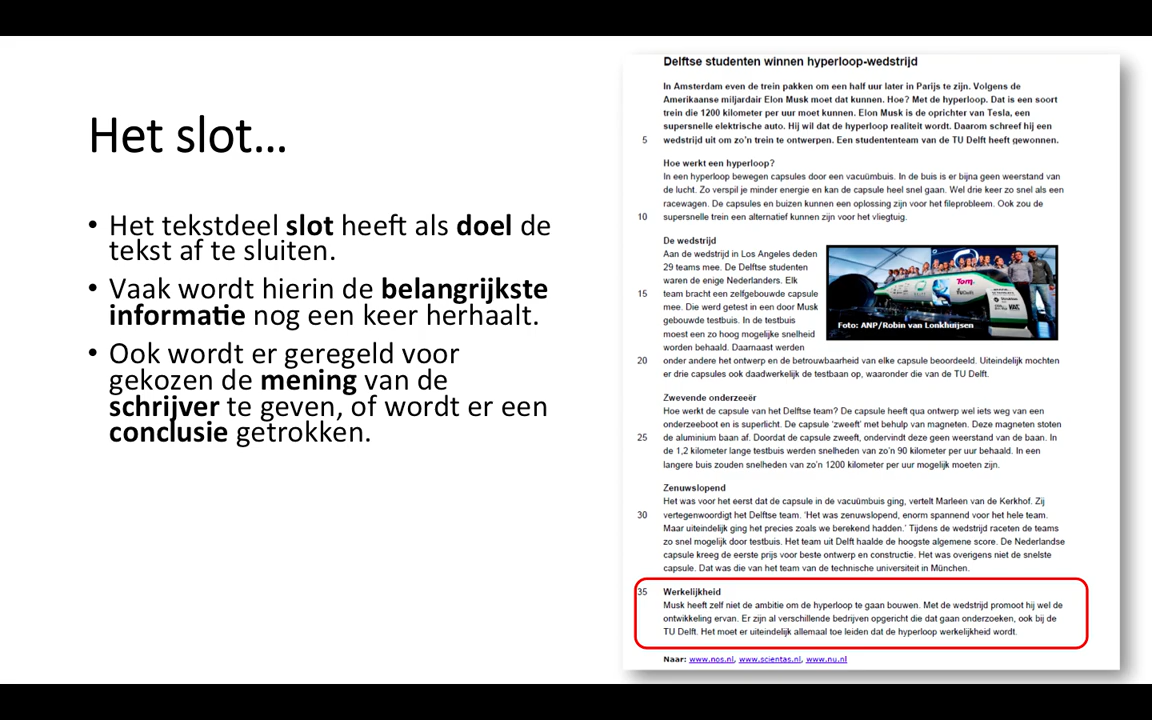 Het slot…
• Het tekstdeel slot heeft als doel de
tekst af te sluiten.
• Vaak wordt hierin de belangrijkste
informatie nog een keer herhaalt.
• Ook wordt er geregeld voor
gekozen de mening van de
schrijver te geven, of wordt er een
conclusie getrokken.
Delftse studenten winnen hyperloop-wedstrijd
In Amsterdam even de trein pakken om een half uur later in Parijs te zijn. Volgens de
Amerikaanse miljardair Elon Musk moet dat kunnen. Hoe? Met de hyperloop. Dat is een soort
trein die 1200 kilometer per uur moet kunnen. Elon Musk is de oprichter van Tesla, een
supersnelle elektrische auto. Hij wil dat de hyperloop realiteit wordt. Daarom schreef hij een
5 wedstrijd uit om zo'n trein te ontwerpen. Een studententeam van de TU Delft heeft gewonnen.
Hoe werkt een hyperloop?
In een hyperloop bewegen capsules door een vacuümbuis. In de buis is er bijna geen weerstand van
de lucht. Zo verspil je minder energie en kan de capsule heel snel gaan. Wel drie keer zo snel als een
racewagen. De capsules en buizen kunnen een oplossing zijn voor het fileprobleem. Ook zou de
10 supersnelle trein een alternatief kunnen zijn voor het vliegtuig.
De wedstrijd
Aan de wedstrijd in Los Angeles deden
29 teams mee. De Delftse studenten
waren de enige Nederlanders. Elk
15 team bracht een zelfgebouwde capsule
mee. Die werd getest in een door Musk
gebouwde testbuis. In de testbuis
moest een zo hoog mogelijke snelheid
worden behaald. Daarnaast werden
20 onder andere het ontwerp en de betrouwbaarheid van elke capsule beoordeeld. Uiteindelijk mochten
er drie capsules ook daadwerkelijk de testbaan op, waaronder die van de TU Delft.
Foto: ANP/Robin van Lonkhuijsen
Zwevende onderzeeër
Hoe werkt de capsule van het Delftse team? De capsule heeft qua ontwerp wel iets weg van een
onderzeeboot en is superlicht. De capsule 'zweeft' met behulp van magneten. Deze magneten stoten
25 de aluminium baan af. Doordat de capsule zweeft, ondervindt deze geen weerstand van de baan. In
de 1,2 kilometer lange testbuis werden snelheden van zo'n 90 kilometer per uur behaald. In een
langere buis zouden snelheden van zo'n 1200 kilometer per uur mogelijk moeten zijn.
Zenuwslopend
Het was voor het eerst dat de capsule in de vacuümbuis ging, vertelt Marleen van de Kerkhof. Zij
30 vertegenwoordigt het Delftse team. 'Het was zenuwslopend, enorm spannend voor het hele team.
Maar uiteindelijk ging het precies zoals we berekend hadden.' Tijdens de wedstrijd raceten de teams
zo snel mogelijk door testbuis. Het team uit Delft haalde de hoogste algemene score. De Nederlandse
capsule kreeg de eerste prijs voor beste ontwerp en constructie. Het was overigens niet de snelste
capsule. Dat was die van het team van de technische universiteit in München.
35 Werkelijkheid
Musk heeft zelf niet de ambitie om de hyperloop te gaan bouwen. Met de wedstrijd promoot hij wel de
ontwikkeling ervan. Er zijn al verschillende bedrijven opgericht die dat gaan onderzoeken, ook bij de
TU Delft. Het moet er uiteindelijk allemaal toe leiden dat de hyperloop werkelijkheid wordt.
Naar: www.nos.nl, www.scientas.nl, www.nu.nl